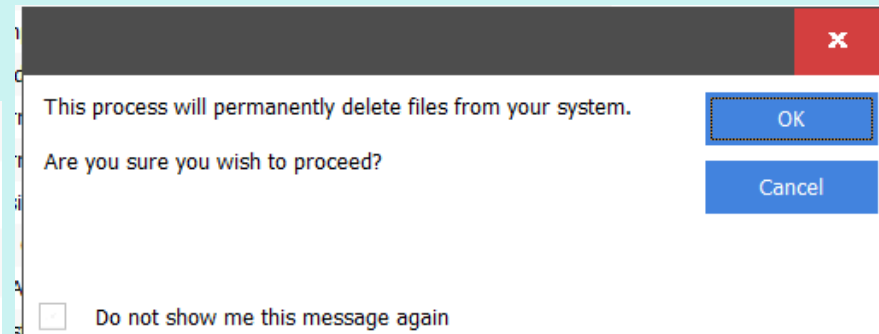 This process will permanently delete files from your system.
OK
Are you sure you wish to proceed?
Cancel
Do not show me this message again